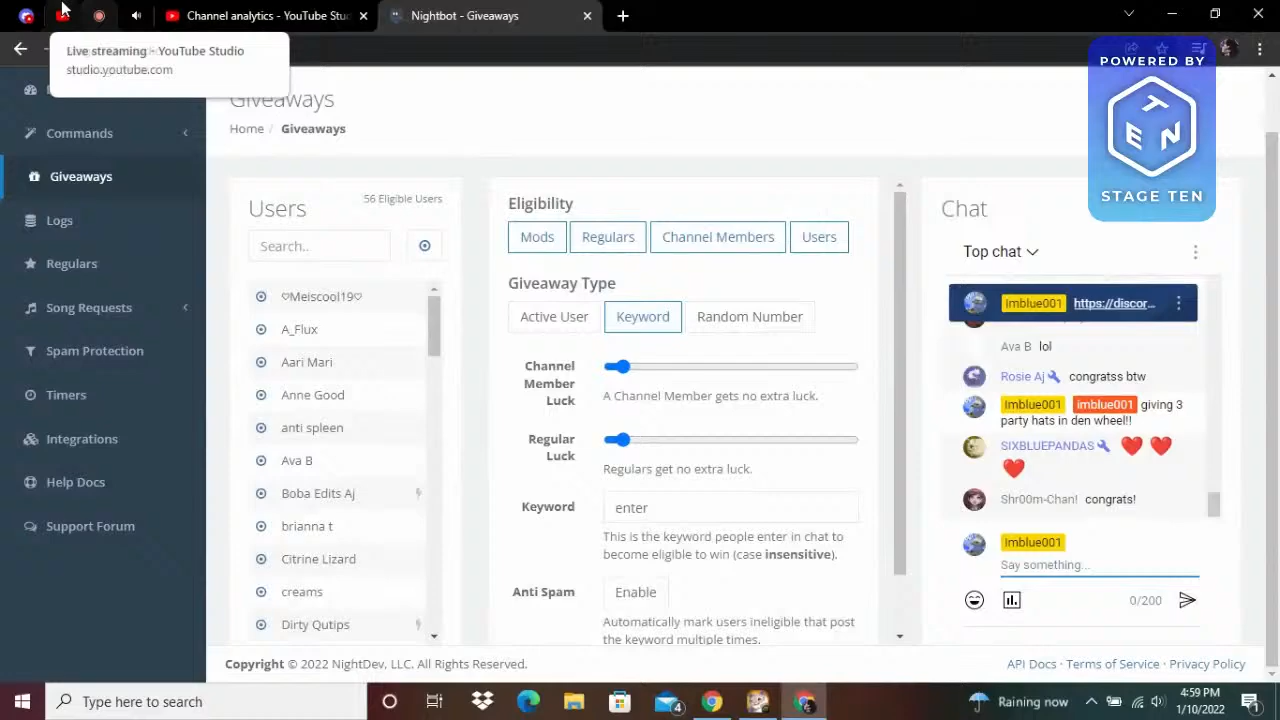 Channel analytics - YouTube Stu
Nightbot - Giveaways
Live streaming - YouTube Studio
studio.youtube.com
POWERED BY
TEN
STAGE TEN
Commands
Giveaways
Logs
Regulars
Song Requests
Spam Protection
Timers
Integrations
Help Docs
Support Forum
Giveaways
Home / Giveaways
Users
56 Eligible Users
Search..
♡Meiscool19♡
A_Flux
Aari Mari
Anne Good
anti spleen
Ava B
Boba Edits Aj
brianna t
Citrine Lizard
creams
Dirty Qutips
Eligibility
Mods Regulars Channel Members Users
Giveaway Type
Active User Keyword Random Number
Channel
Member
Luck
A Channel Member gets no extra luck.
Regular
Luck
Regulars get no extra luck.
Keyword
enter
This is the keyword people enter in chat to
become eligible to win (case insensitive).
Anti Spam
Enable
Automatically mark users ineligible that post
the keyword multiple times.
Chat
Top chat
Imblue001 https://discor...
Ava B lol
Rosie Aj congratss btw
Imblue001 imblue001 giving 3
party hats in den wheel!!
SIXBLUEPANDAS ❤️ ❤️
❤️
Shr00m-Chan! congrats!
Imblue001
Say something...
0/200
Copyright © 2022 NightDev, LLC. All Rights Reserved.
API Docs · Terms of Service · Privacy Policy
Type here to search
4
Raining now
4:59 PM
1/10/2022
1